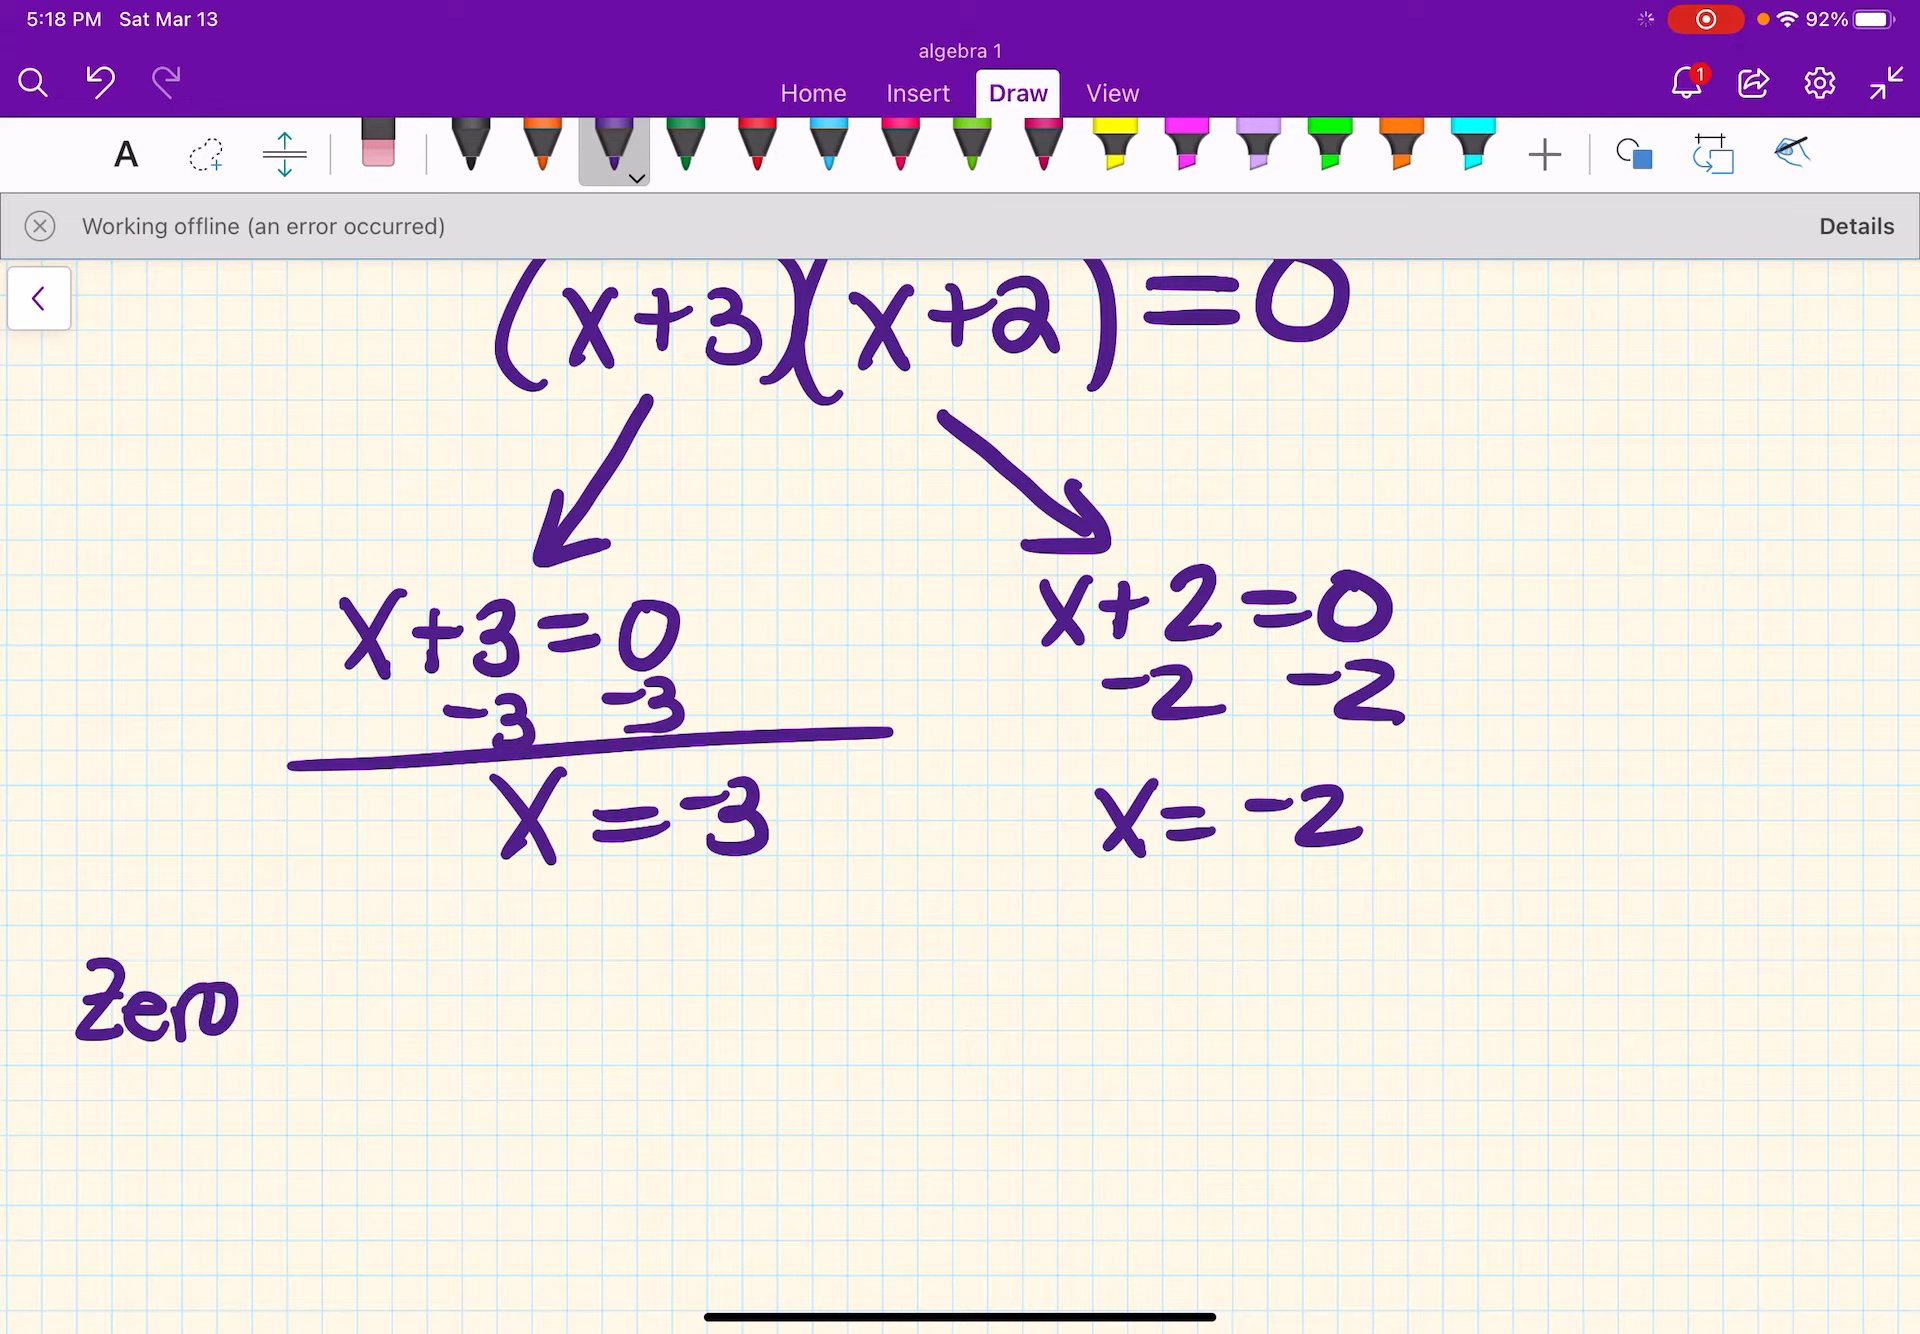 5:18 PM Sat Mar 13
92%
algebra 1
Home Insert Draw View
1
A
Working offline (an error occurred) Details
(x+3)(x+2)=0
x+3=0 x+2=0
-3 -3 -2 -2
x=-3 x=-2
Zero